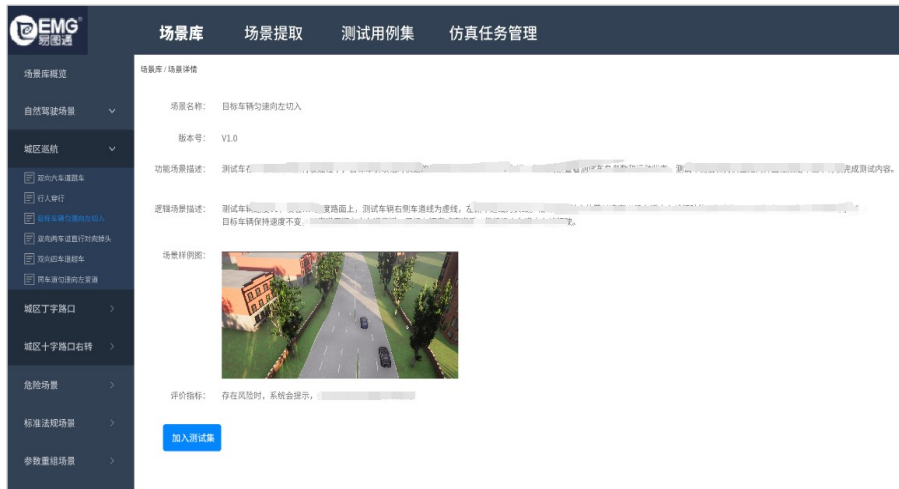 EMG
易图通
场景库 场景提取 测试用例集 仿真任务管理
场景库概览
自然驾驶场景
城区巡航
双向六车道跟车
行人穿行
目标车辆匀速向左切入
双向两车道直行对向掉头
双向四车道超车
同车道匀速向左变道
城区丁字路口
城区十字路口右转
危险场景
标准法规场景
参数重组场景
场景库 / 场景详情
场景名称： 目标车辆匀速向左切入
版本号： V1.0
功能场景描述： 测试车在 完成测试内容。
逻辑场景描述： 测试车辆 度路面上，测试车辆右侧车道线为虚线，左
目标车辆保持速度不变，
场景样例图：
评价指标： 存在风险时，系统会提示，
加入测试集